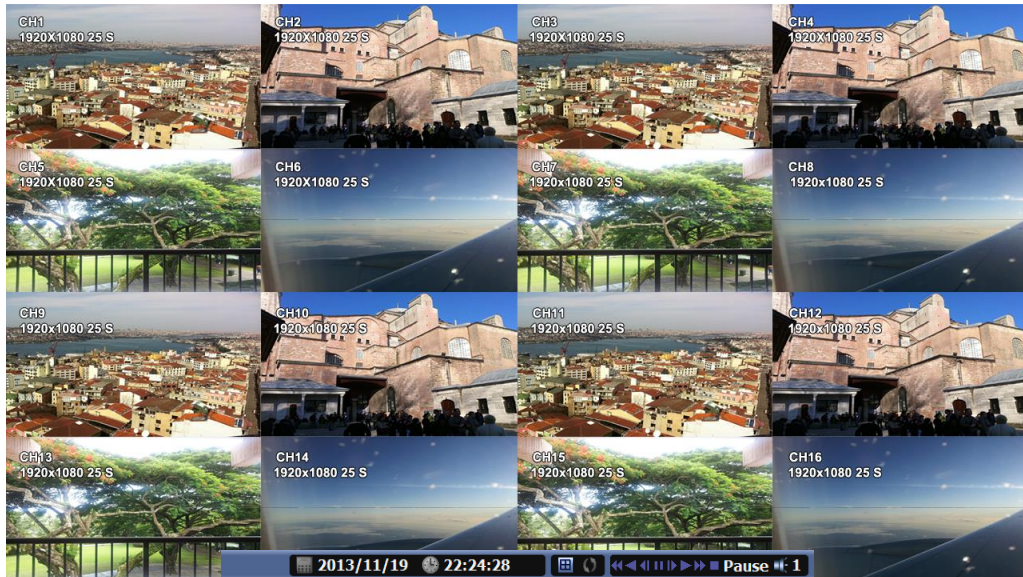 CH1
1920X1080 25 S
CH2
1920X1080 25 S
CH3
1920X1080 25 S
CH4
1920X1080 25 S
CH5
1920X1080 25 S
CH6
1920X1080 25 S
CH7
1920x1080 25 S
CH8
1920x1080 25 S
CH9
1920x1080 25 S
CH10
1920x1080 25 S
CH11
1920x1080 25 S
CH12
1920x1080 25 S
CH13
1920x1080 25 S
CH14
1920x1080 25 S
CH15
1920x1080 25 S
CH16
1920x1080 25 S
2013/11/19 22:24:28 Pause 1